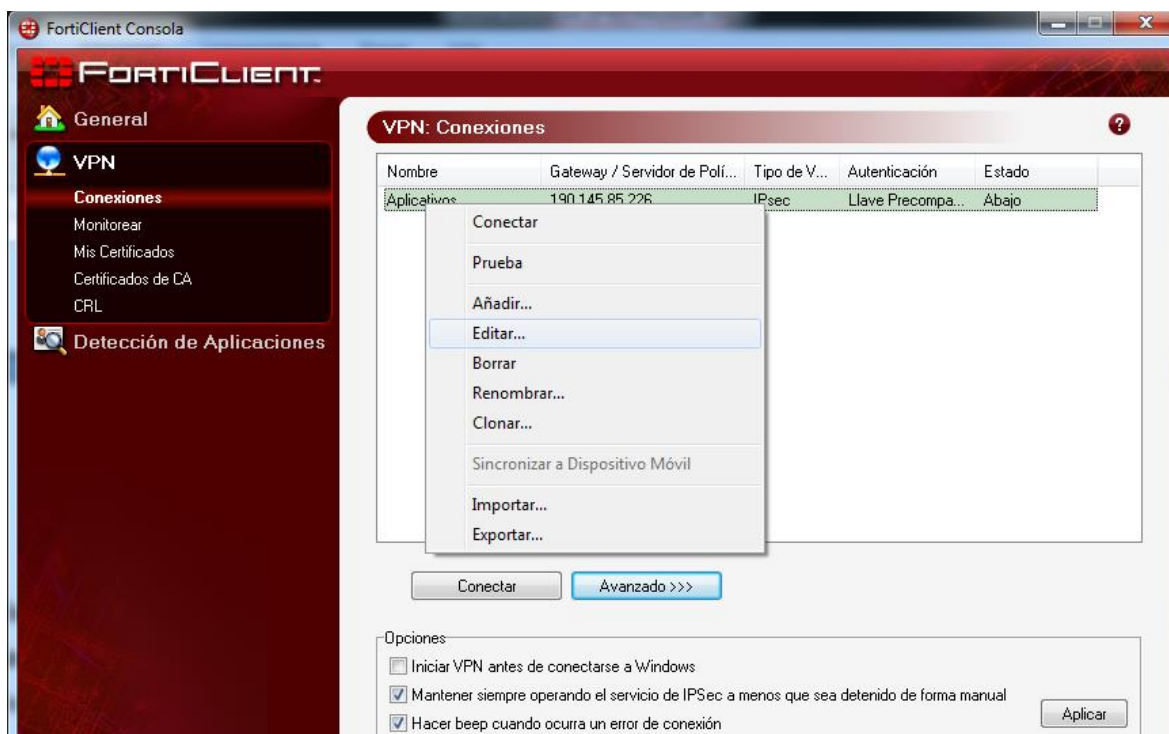 FortiClient Consola
FORTICLIENT
General
VPN
Conexiones
Monitorear
Mis Certificados
Certificados de CA
CRL
Detección de Aplicaciones
VPN: Conexiones
?
Nombre Gateway / Servidor de Polí... Tipo de V... Autenticación Estado
Aplicativos 190.145.85.226 IPsec Llave Precompa... Abajo
Conectar
Prueba
Añadir...
Editar...
Borrar
Renombrar...
Clonar...
Sincronizar a Dispositivo Móvil
Importar...
Exportar...
Conectar Avanzado >>>
Opciones
Iniciar VPN antes de conectarse a Windows
Mantener siempre operando el servicio de IPSec a menos que sea detenido de forma manual
Hacer beep cuando ocurra un error de conexión
Aplicar